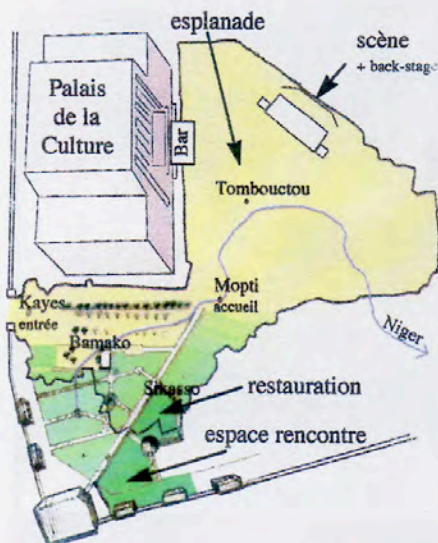 esplanade
scène
+ back-stage
Palais
de la
Culture
Bar
Tombouctou
Kayes
entrée
Mopti
accueil
Niger
Bamako
Sikasso
restauration
espace rencontre